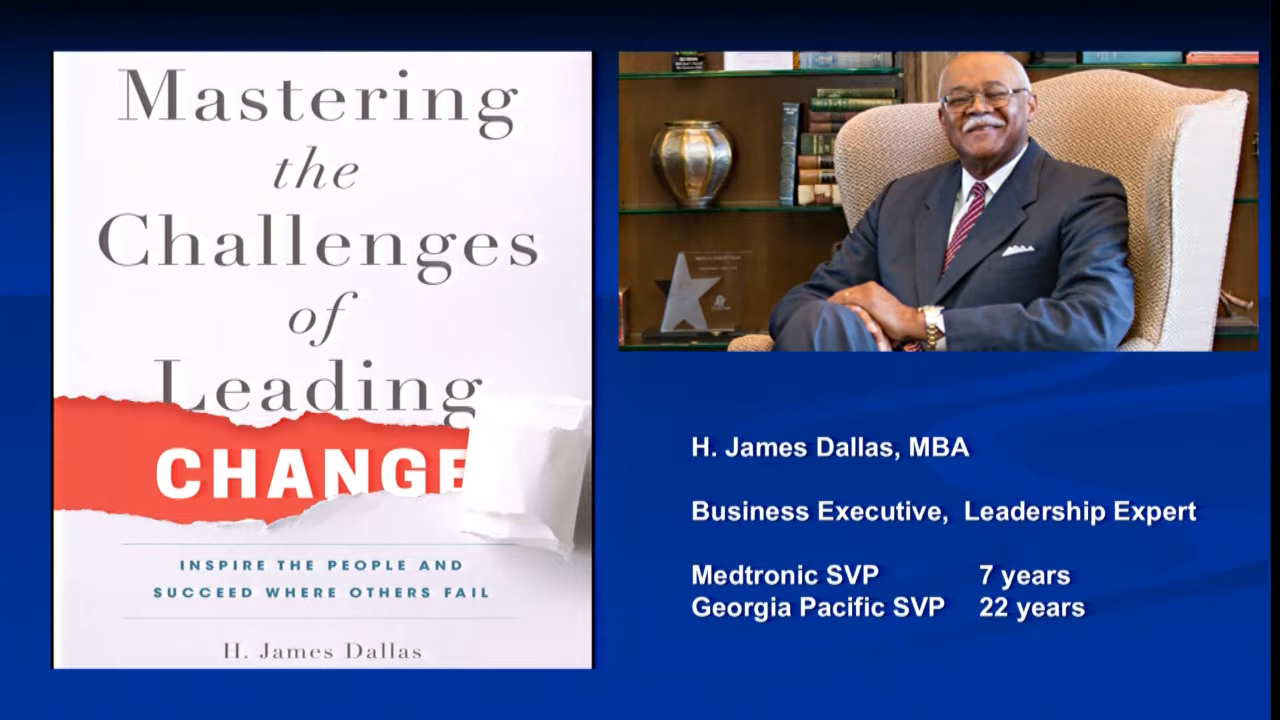 Mastering
the
Challenges
of
Leading
CHANGE
INSPIRE THE PEOPLE AND
SUCCEED WHERE OTHERS FAIL
H. James Dallas
H. James Dallas, MBA
Business Executive, Leadership Expert
Medtronic SVP 7 years
Georgia Pacific SVP 22 years